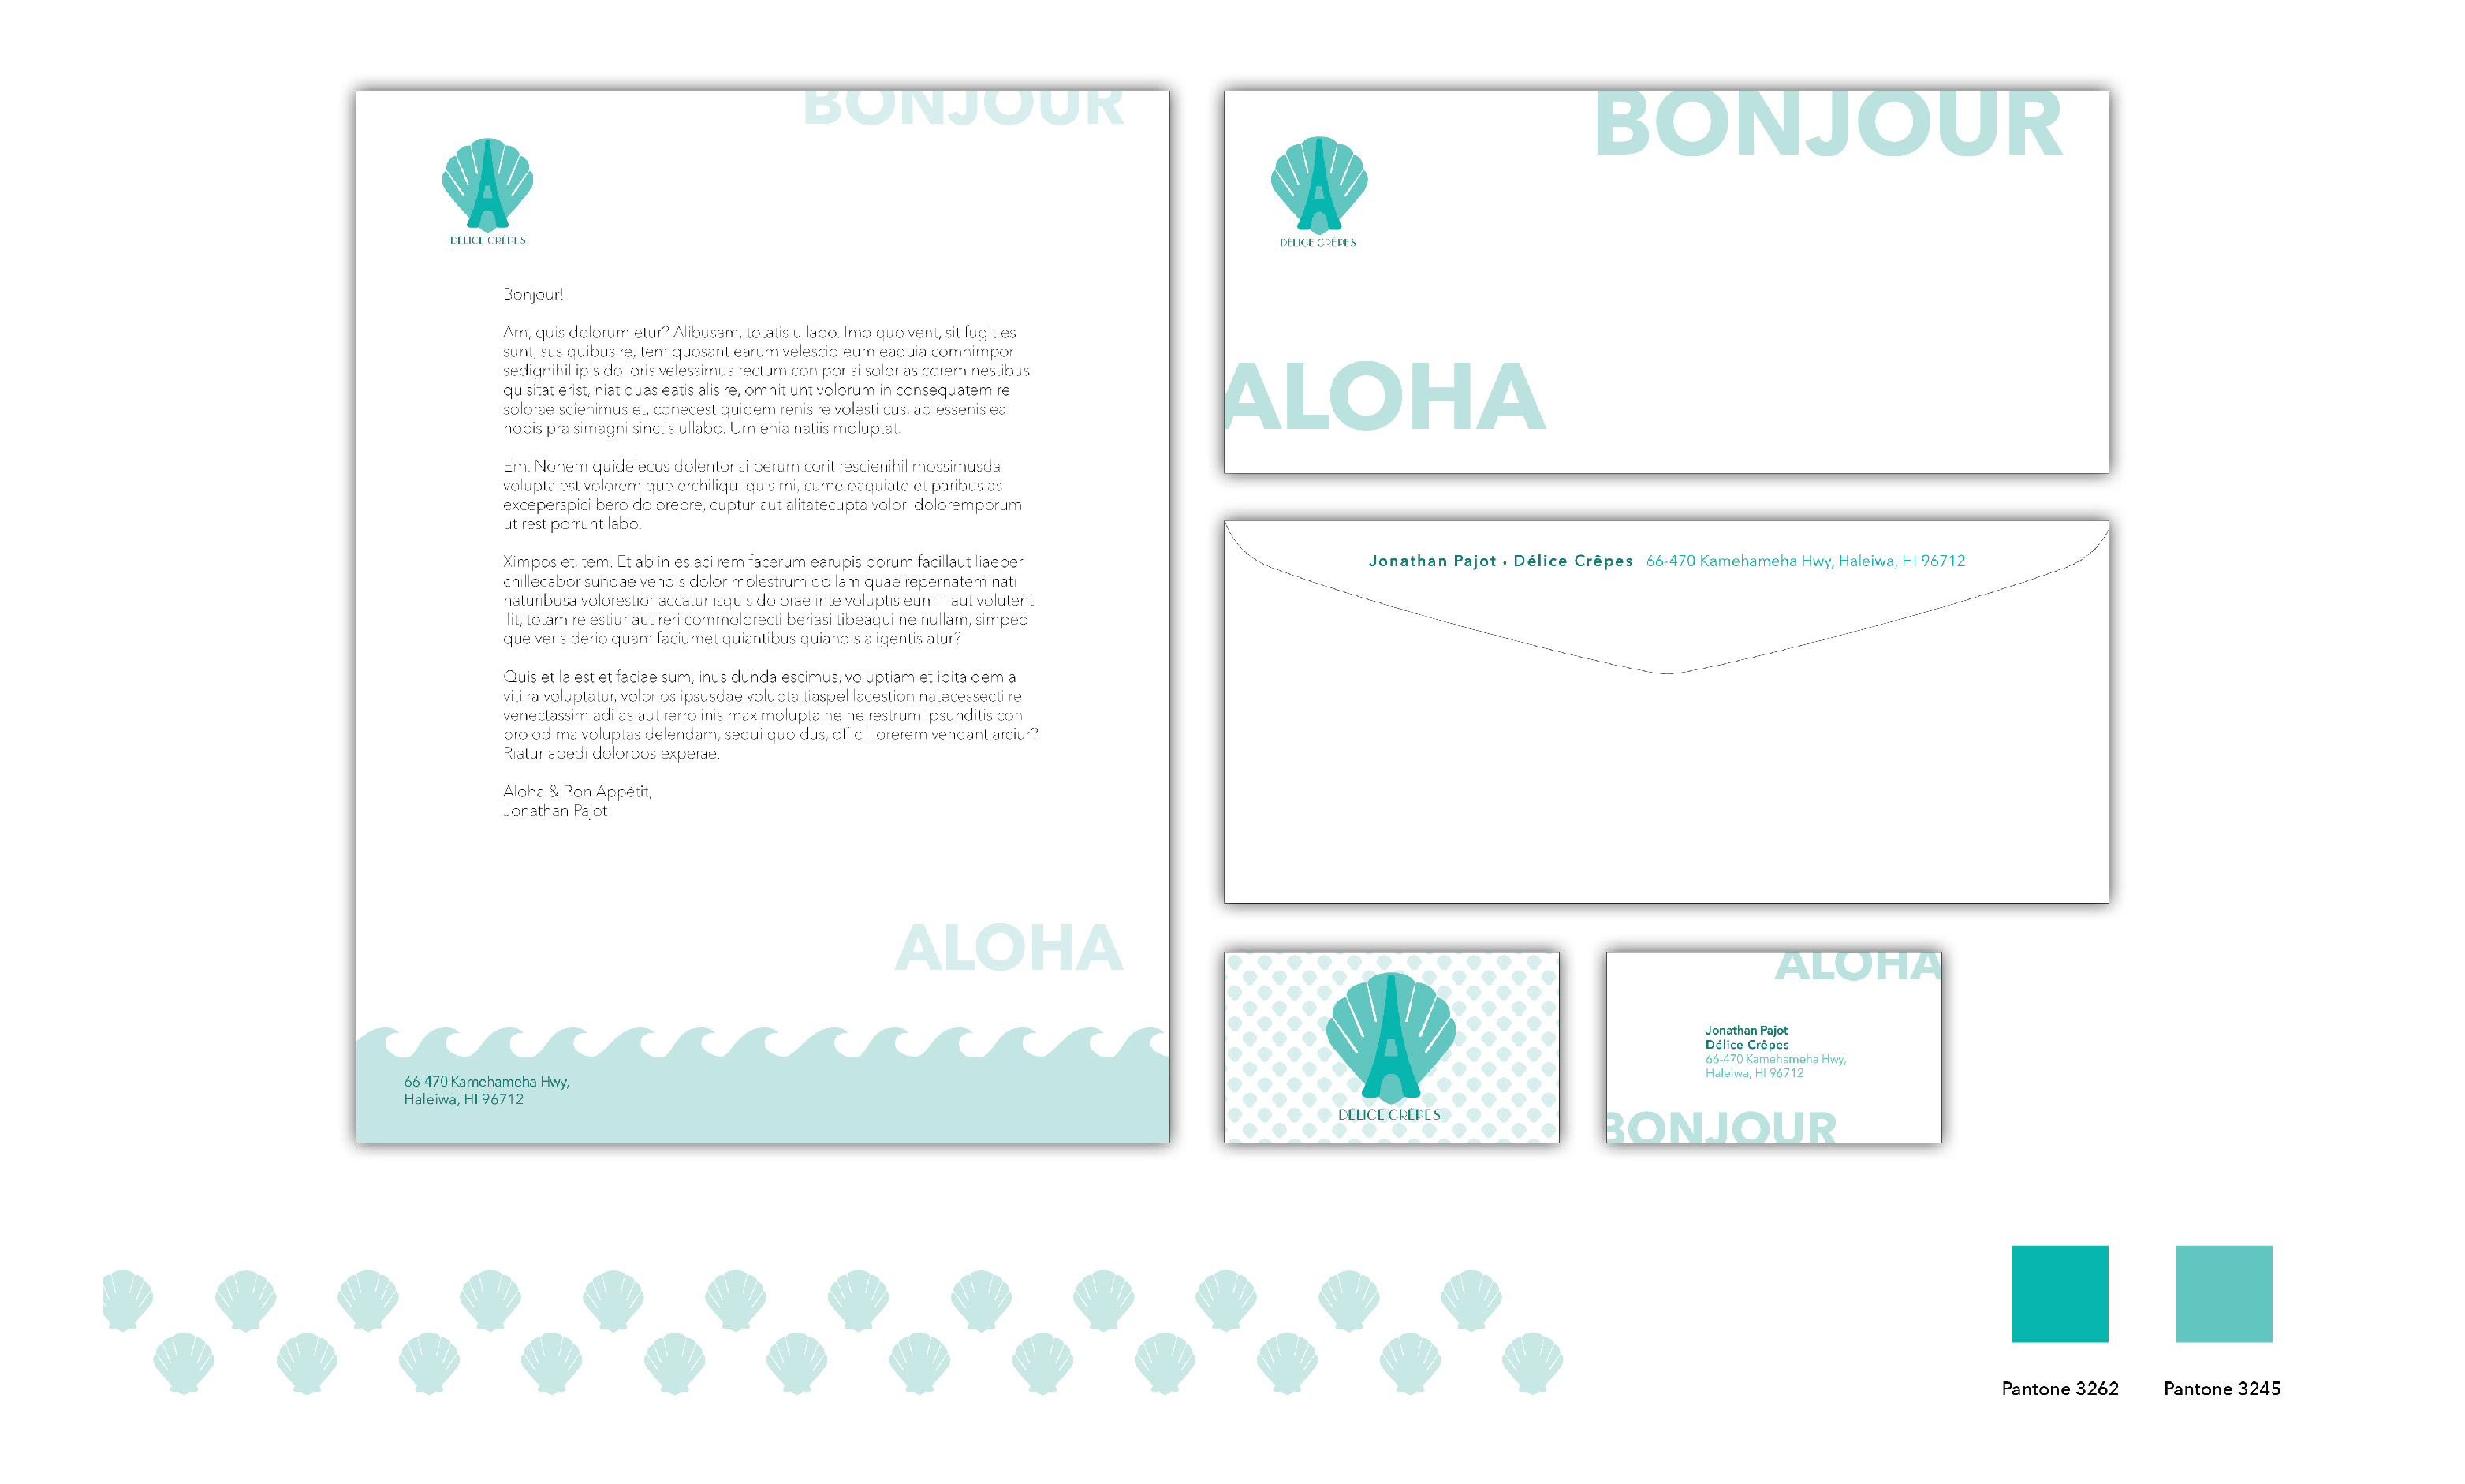 BONJOUR
DÉLICE CRÊPES
Bonjour!
Am, quis dolorum etur? Alibusam, totatis ullabo. Imo quo vent, sit fugit es
sunt, sus quibus re, tem quosant earum velescid eum eaquia comnimpor
sedignihil ipis dolloris velessimus rectum con por si solor as corem nestibus
quisitat erist, niat quas eatis alis re, omnit unt volorum in consequatem re
solorae scienimus et, conecest quidem renis re volesti cus, ad essenis ea
nobis pra simagni sinctis ullabo. Um enia natiis moluptat.
Em. Nonem quidelecus dolentor si berum corit rescienihil mossimusda
volupta est volorem que erchiliqui quis mi, cume eaquiate et paribus as
exceperspici bero dolorepre, cuptur aut alitatecupta volori doloremporum
ut rest porrunt labo.
Ximpos et, tem. Et ab in es aci rem facerum earupis porum facillaut liaeper
chillecabor sundae vendis dolor molestrum dollam quae repernatem nati
naturibusa volorestior accatur isquis dolorae inte voluptis eum illaut volutent
ilit, totam re estiur aut reri commolorecti beriasi tibeaqui ne nullam, simped
que veris derio quam faciumet quiantibus quiandis aligentis atur?
Quis et la est et faciae sum, inus dunda escimus, voluptiam et ipita dem a
viti ra voluptatur, volorios ipsusdae volupta tiaspel lacestion natecessecti re
venectassim adi as aut rerro inis maximolupta ne ne restrum ipsunditis con
pro od ma voluptas delendam, sequi quo dus, officil lorerem vendant arciur?
Riatur apedi dolorpos experae.
Aloha & Bon Appétit,
Jonathan Pajot
ALOHA
66-470 Kamehameha Hwy,
Haleiwa, HI 96712
BONJOUR
DÉLICE CRÊPES
ALOHA
Jonathan Pajot • Délice Crêpes 66-470 Kamehameha Hwy, Haleiwa, HI 96712
DÉLICE CRÊPES
ALOHA
Jonathan Pajot
Délice Crêpes
66-470 Kamehameha Hwy,
Haleiwa, HI 96712
BONJOUR
Pantone 3262
Pantone 3245